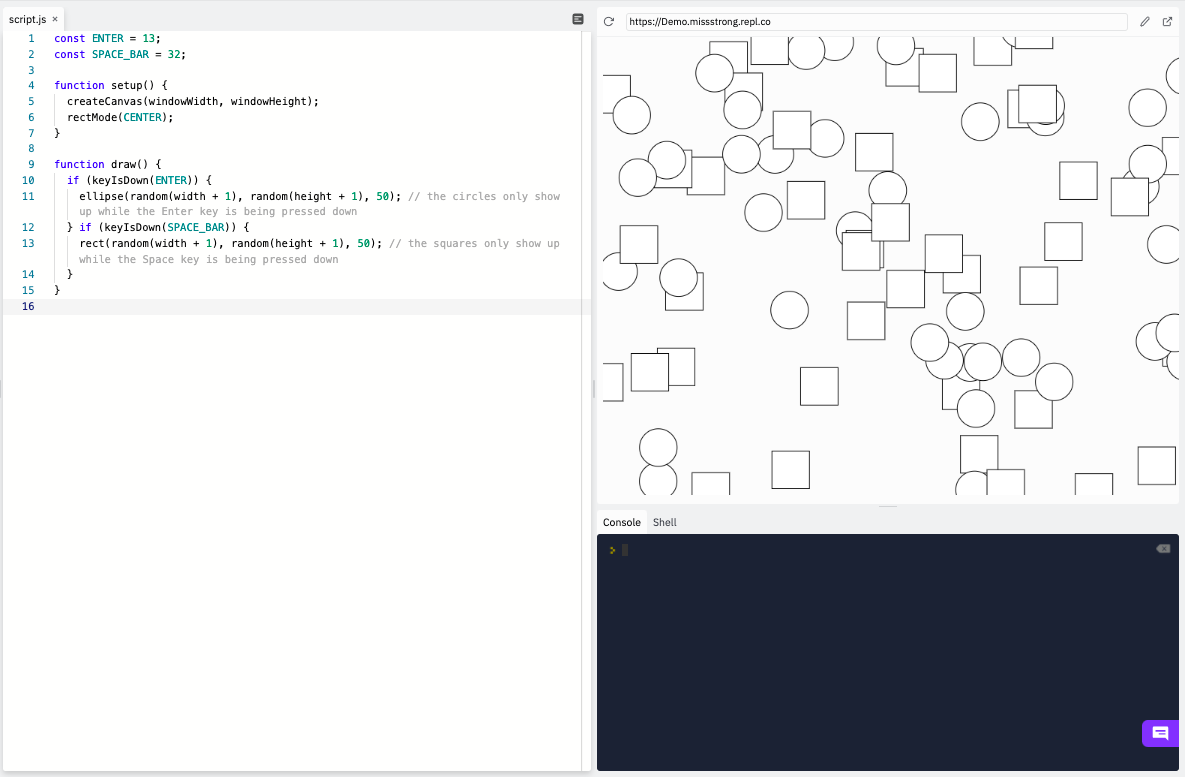 script.js ×
1 const ENTER = 13;
2 const SPACE_BAR = 32;
3
4 function setup() {
5 createCanvas(windowWidth, windowHeight);
6 rectMode(CENTER);
7 }
8
9 function draw() {
10 if (keyIsDown(ENTER)) {
11 ellipse(random(width + 1), random(height + 1), 50); // the circles only show
up while the Enter key is being pressed down
12 } if (keyIsDown(SPACE_BAR)) {
13 rect(random(width + 1), random(height + 1), 50); // the squares only show up
while the Space key is being pressed down
14 }
15 }
16
https://Demo.missstrong.repl.co
Console Shell